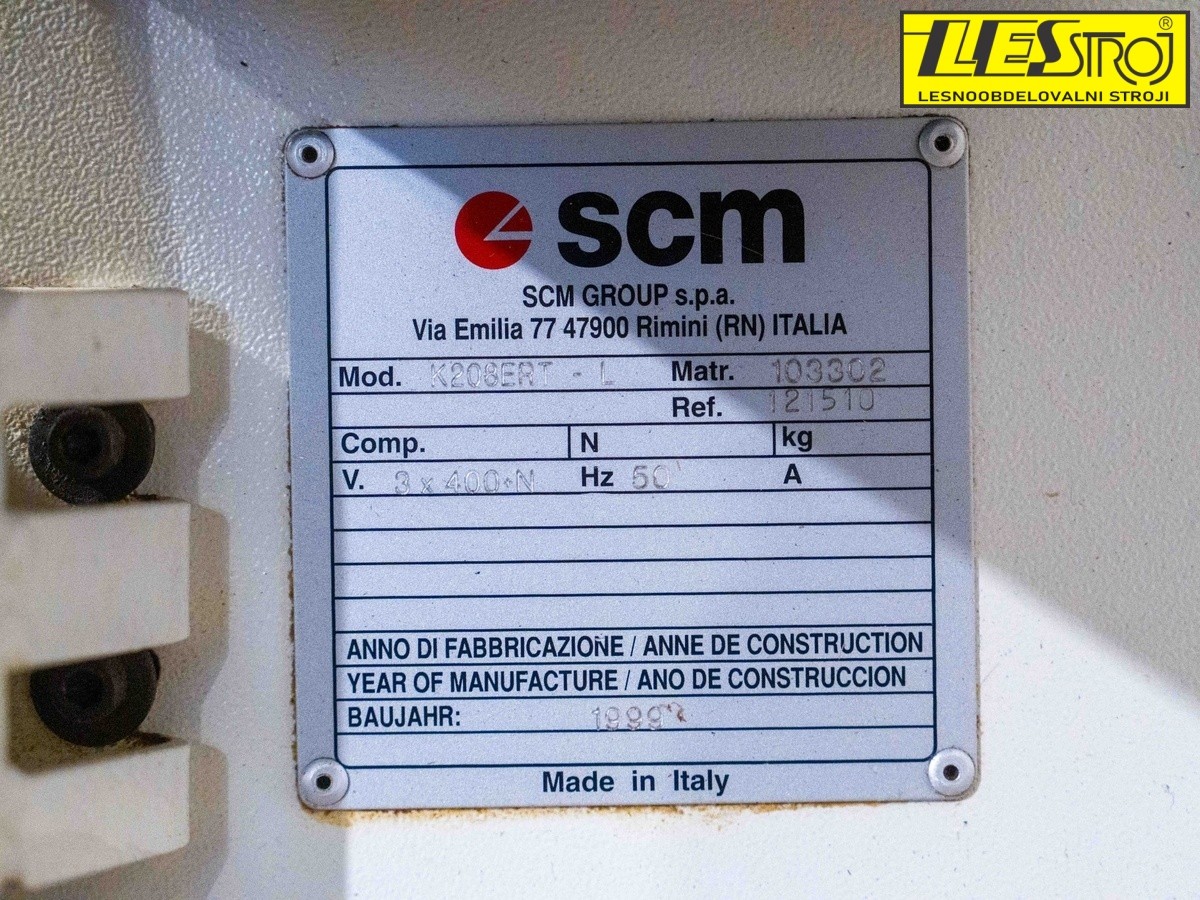 LESSTROJ®
LESNOOBDELOVALNI STROJI
scm
SCM GROUP s.p.a.
Via Emilia 77 47900 Rimini (RN) ITALIA
Mod. K208ERT - L Matr. 103302
Ref. 121510
Comp. N kg
V. 3 x 400+N Hz 50 A
ANNO DI FABBRICAZIONE / ANNE DE CONSTRUCTION
YEAR OF MANUFACTURE / ANO DE CONSTRUCCION
BAUJAHR: 1999
Made in Italy